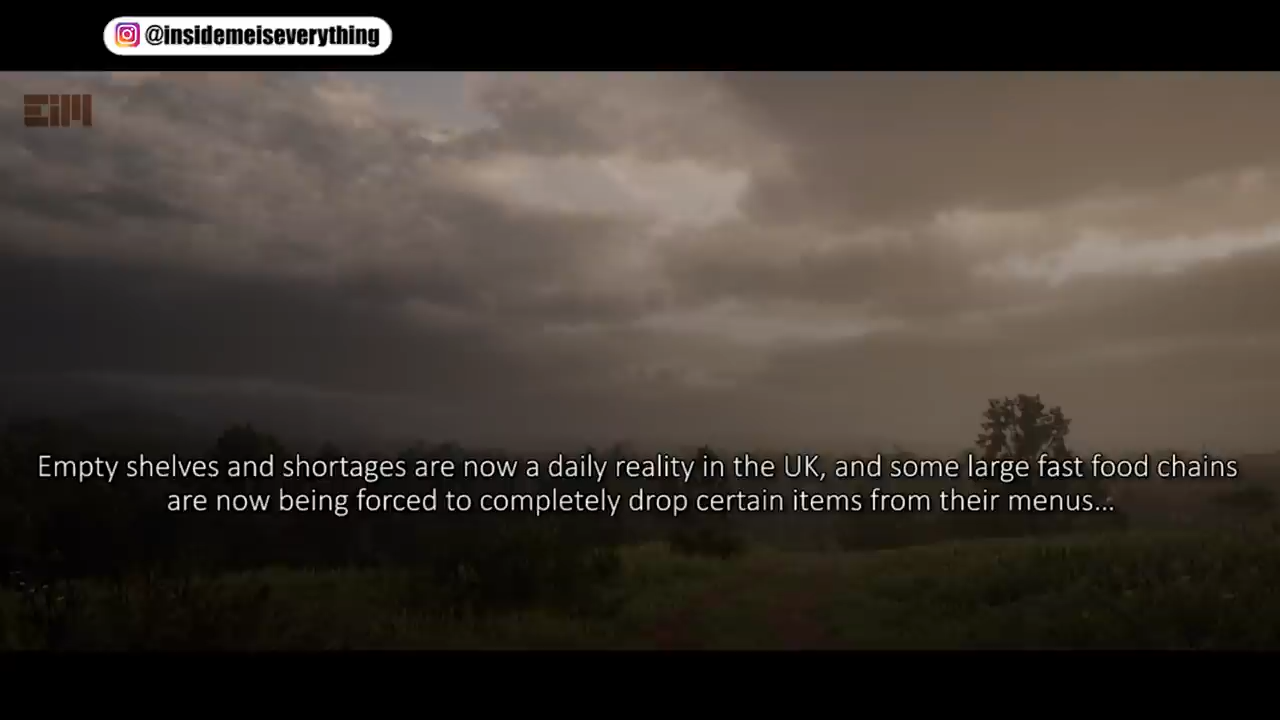 @insidemeiseverything
EIM
Empty shelves and shortages are now a daily reality in the UK, and some large fast food chains
are now being forced to completely drop certain items from their menus...